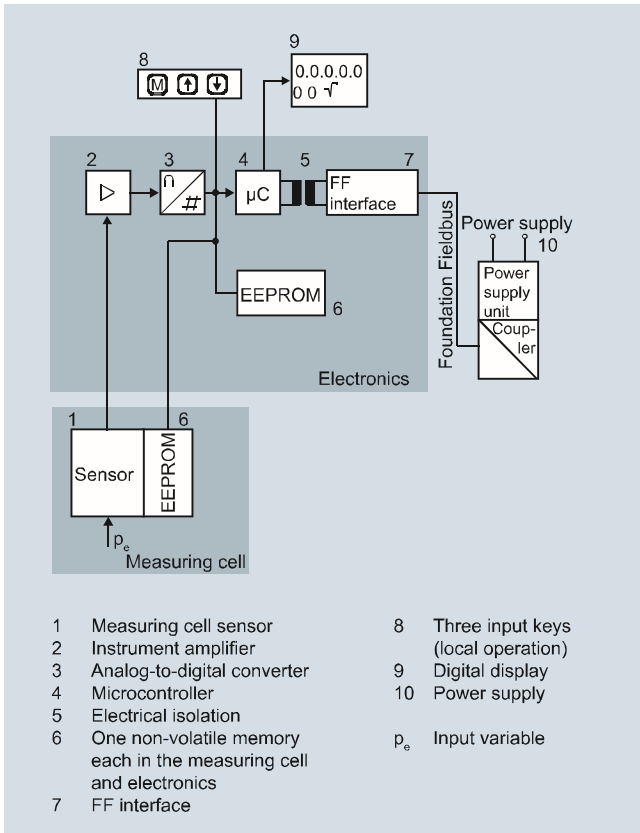 8
9
M
0.0.0.0.0
0 0 √
2
3
4
5
7
∩
#
µC
FF
interface
Foundation Fieldbus
Power supply
10
Power
supply
unit
Coup-
ler
EEPROM
6
Electronics
1
6
Sensor
EEPROM
pe
Measuring cell
1 Measuring cell sensor
2 Instrument amplifier
3 Analog-to-digital converter
4 Microcontroller
5 Electrical isolation
6 One non-volatile memory
each in the measuring cell
and electronics
7 FF interface
8 Three input keys
(local operation)
9 Digital display
10 Power supply
pe Input variable